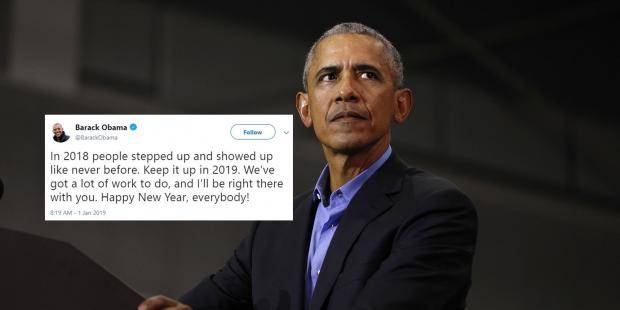 Barack Obama
@BarackObama
Follow
In 2018 people stepped up and showed up
like never before. Keep it up in 2019. We've
got a lot of work to do, and I'll be right there
with you. Happy New Year, everybody!
8:19 AM - 1 Jan 2019